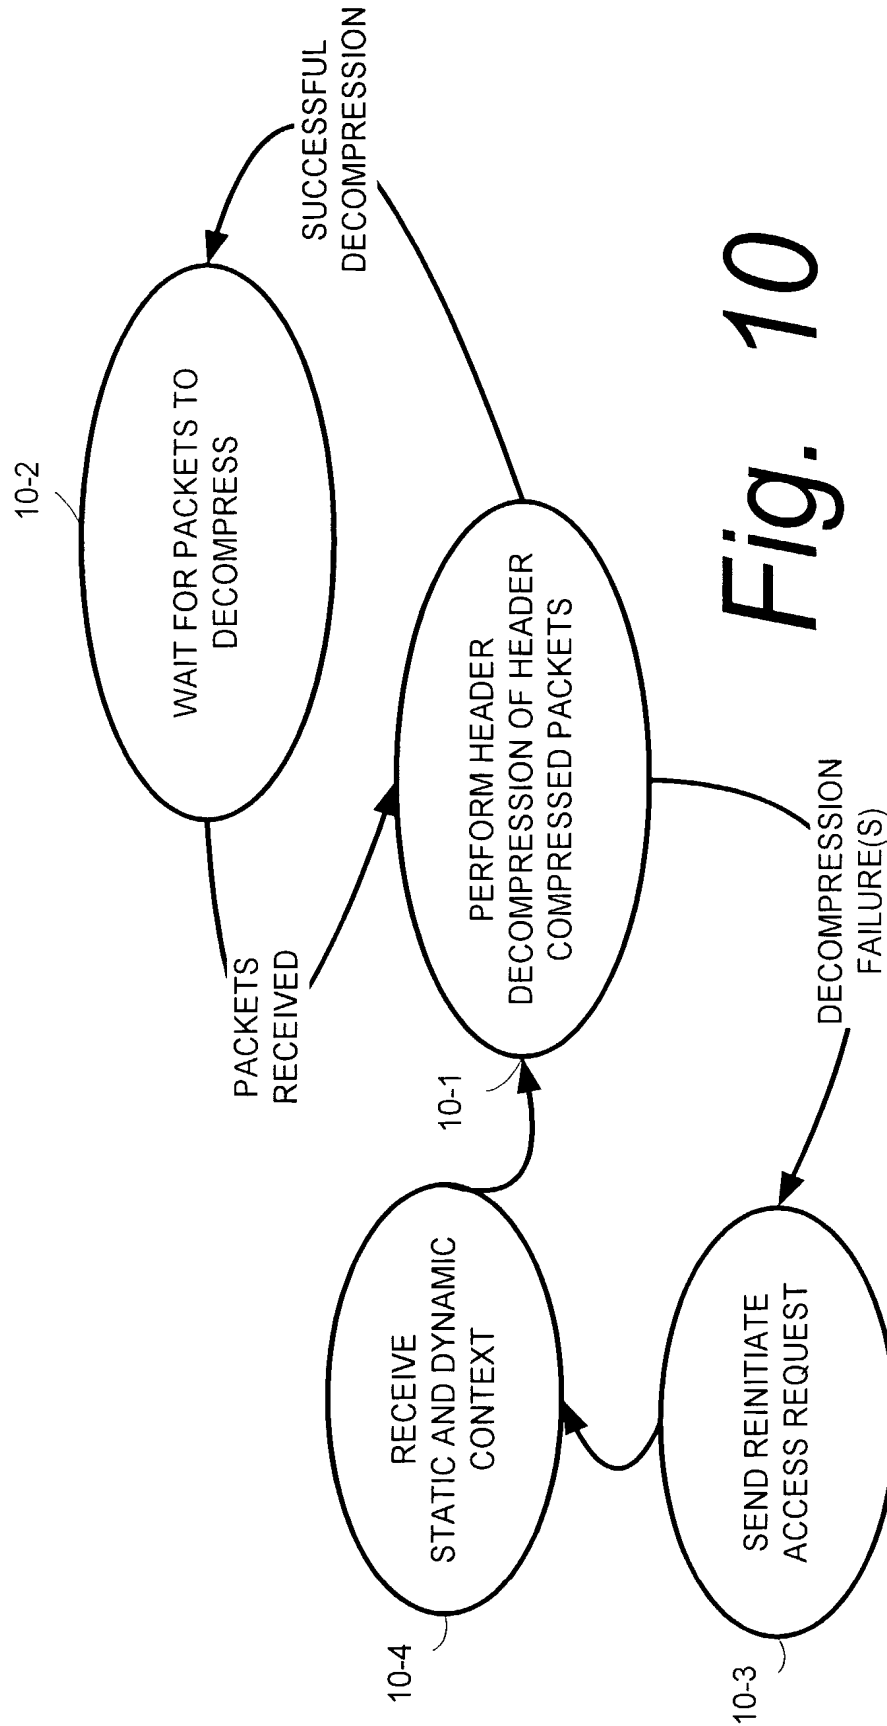 10-2
WAIT FOR PACKETS TO
DECOMPRESS
SUCCESSFUL
DECOMPRESSION
PACKETS
RECEIVED
10-1
PERFORM HEADER
DECOMPRESSION OF HEADER
COMPRESSED PACKETS
10-4
RECEIVE
STATIC AND DYNAMIC
CONTEXT
10-3
SEND REINITIATE
ACCESS REQUEST
DECOMPRESSION
FAILURE(S)
Fig. 10